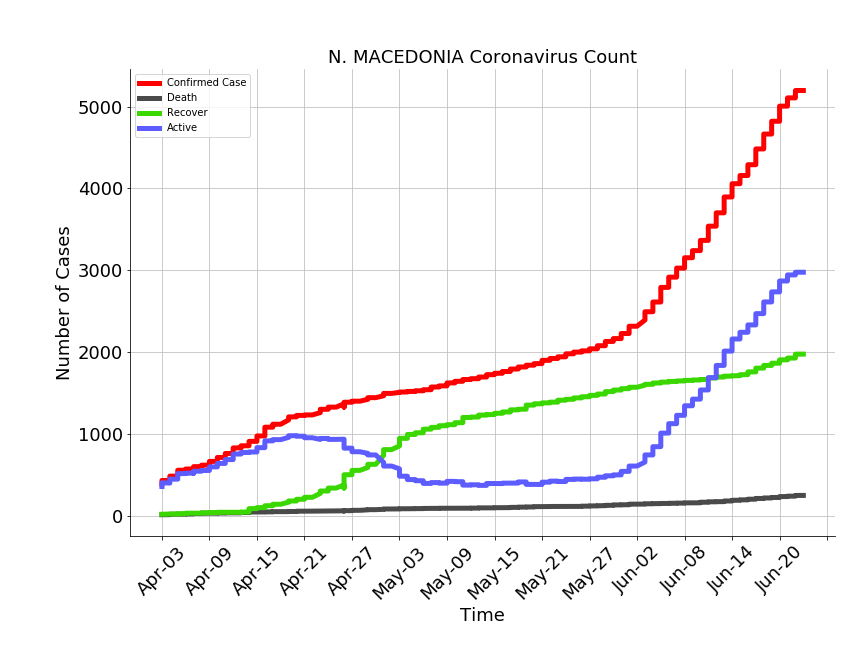 N. MACEDONIA Coronavirus Count
Confirmed Case
Death
Recover
Active
Number of Cases
5000
4000
3000
2000
1000
0
Apr-03
Apr-09
Apr-15
Apr-21
Apr-27
May-03
May-09
May-15
May-21
May-27
Jun-02
Jun-08
Jun-14
Jun-20
Time